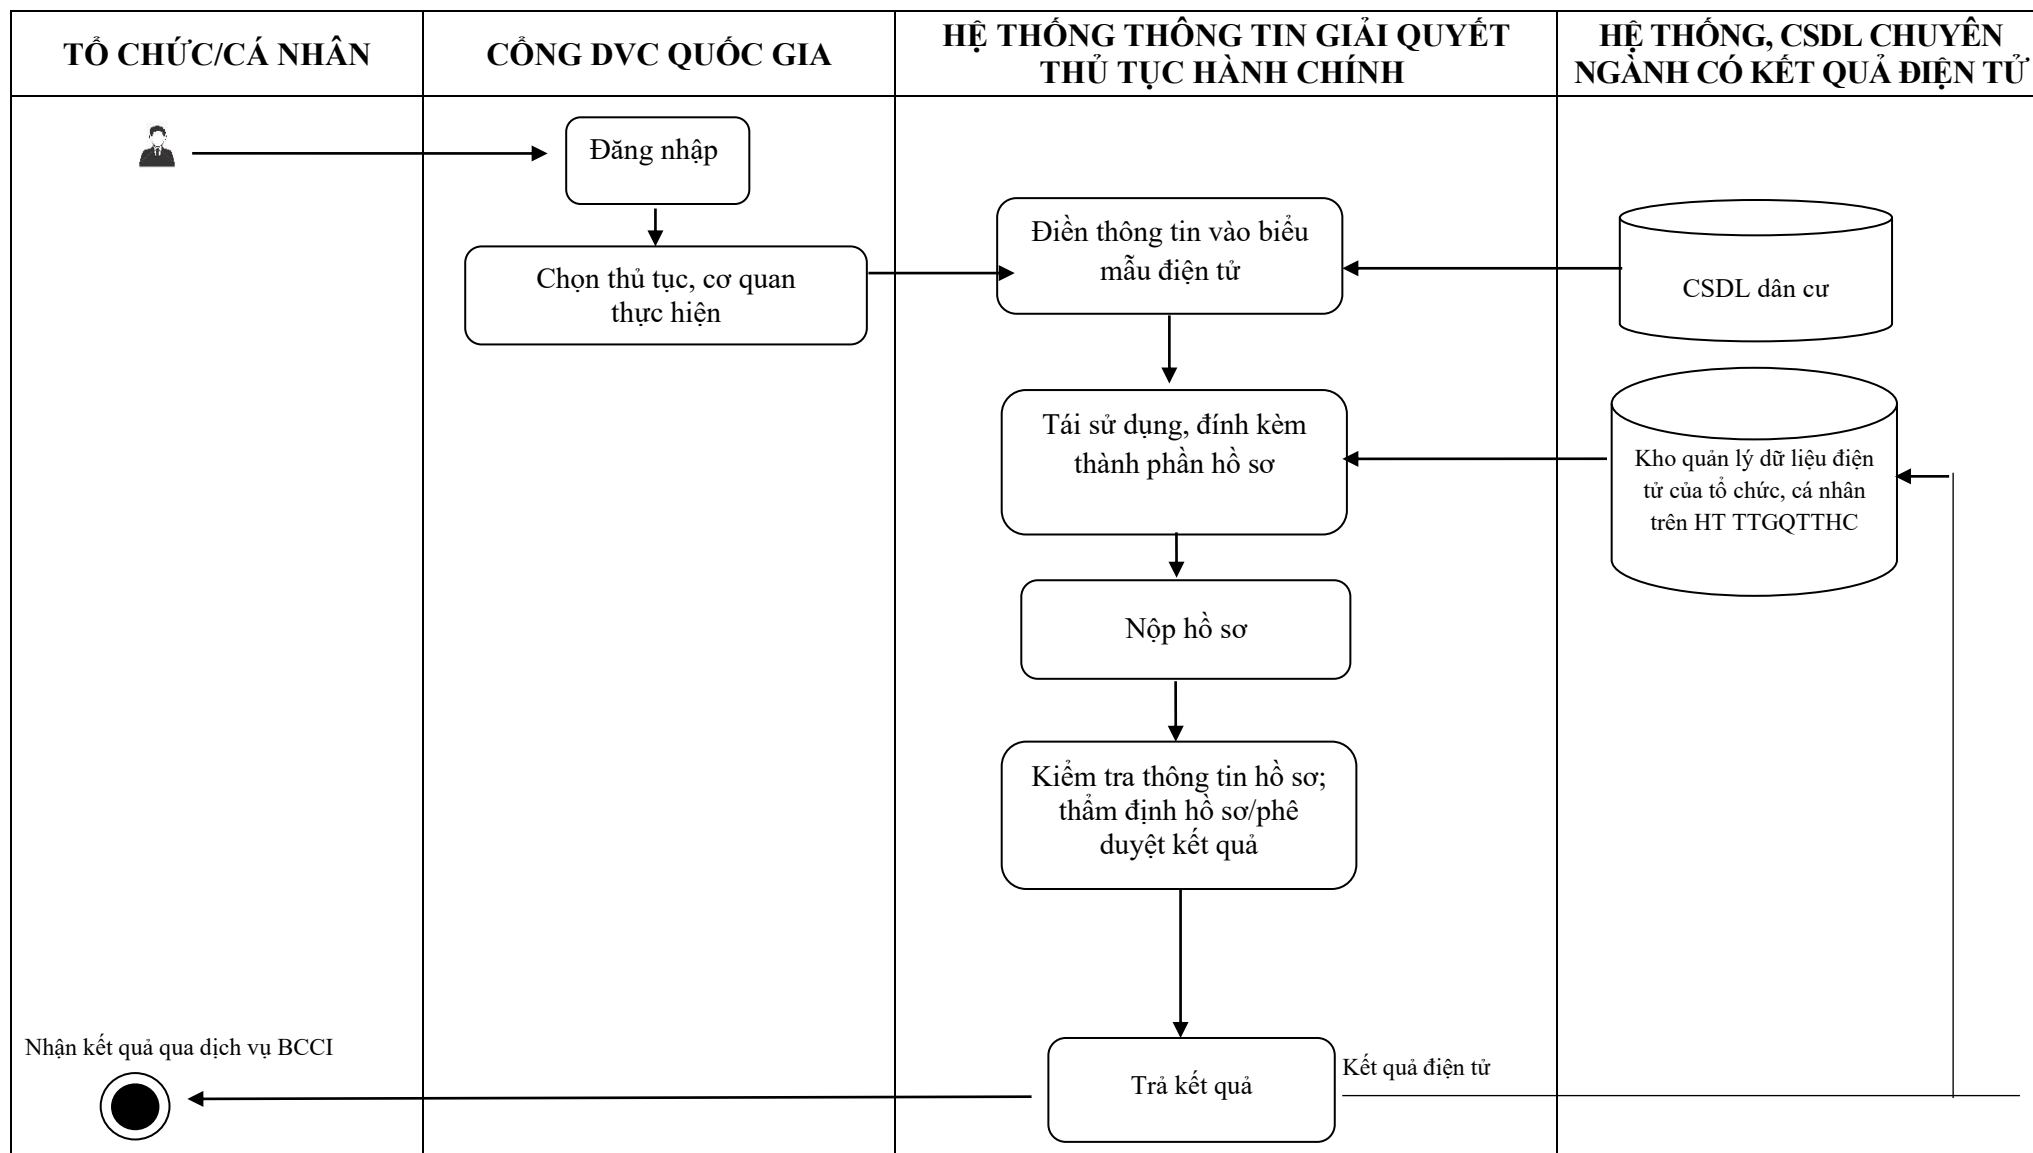 TỔ CHỨC/CÁ NHÂN
CỔNG DVC QUỐC GIA
HỆ THỐNG THÔNG TIN GIẢI QUYẾT
THỦ TỤC HÀNH CHÍNH
HỆ THỐNG, CSDL CHUYÊN
NGÀNH CÓ KẾT QUẢ ĐIỆN TỬ
Đăng nhập
Chọn thủ tục, cơ quan
thực hiện
Điền thông tin vào biểu
mẫu điện tử
CSDL dân cư
Tái sử dụng, đính kèm
thành phần hồ sơ
Kho quản lý dữ liệu điện
tử của tổ chức, cá nhân
trên HT TTGQTTHC
Nộp hồ sơ
Kiểm tra thông tin hồ sơ;
thẩm định hồ sơ/phê
duyệt kết quả
Nhận kết quả qua dịch vụ BCCI
Trả kết quả
Kết quả điện tử